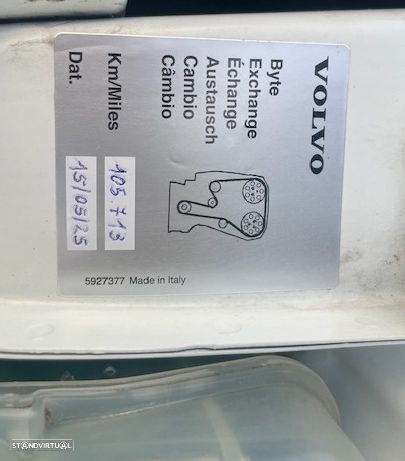 VOLVO
Byte
Exchange
Échange
Austausch
Cambio
Câmbio
Km/Miles 105.713
Dat. 15/05/25
5927377 Made in Italy
STANDVIRTUAL